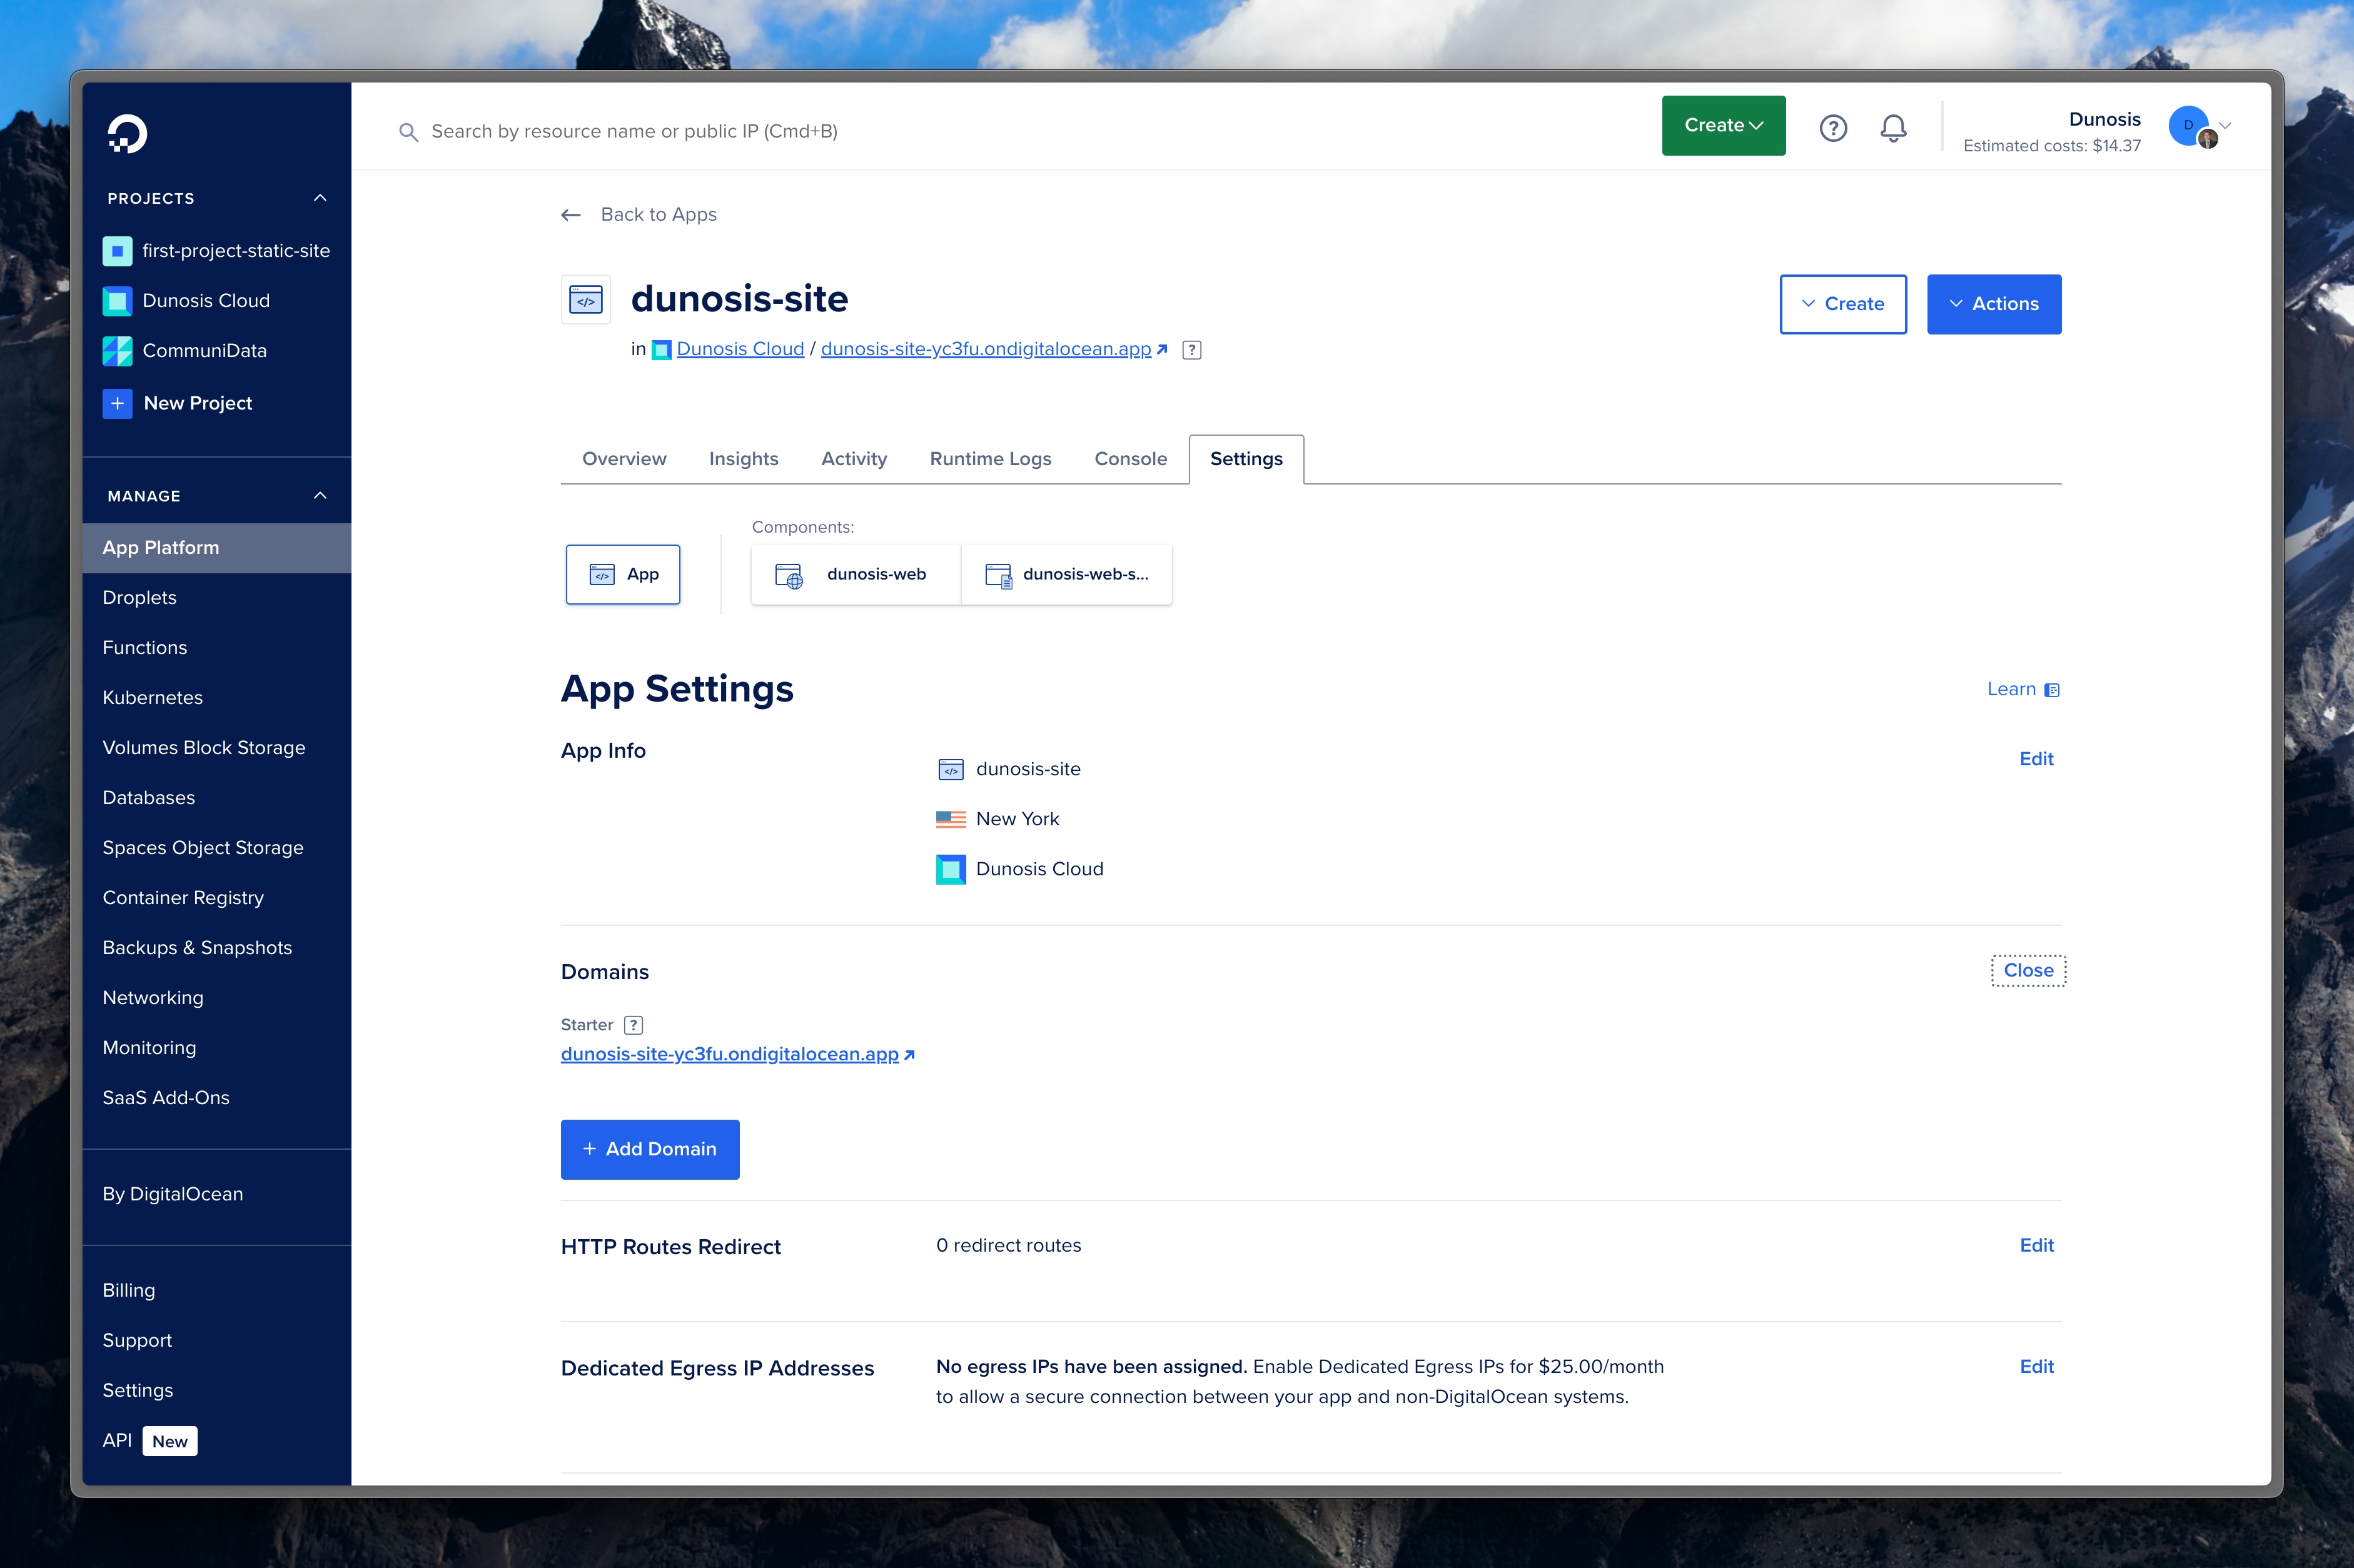 Search by resource name or public IP (Cmd+B)
Create
Dunosis
Estimated costs: $14.37
D
PROJECTS
first-project-static-site
Dunosis Cloud
CommuniData
New Project
MANAGE
App Platform
Droplets
Functions
Kubernetes
Volumes Block Storage
Databases
Spaces Object Storage
Container Registry
Backups & Snapshots
Networking
Monitoring
SaaS Add-Ons
By DigitalOcean
Billing
Support
Settings
API New
Back to Apps
dunosis-site
in Dunosis Cloud / dunosis-site-yc3fu.ondigitalocean.app ?
Create
Actions
Overview Insights Activity Runtime Logs Console Settings
Components:
App dunosis-web dunosis-web-s...
App Settings
Learn
App Info
dunosis-site
Edit
New York
Dunosis Cloud
Domains
Close
Starter ?
dunosis-site-yc3fu.ondigitalocean.app
+ Add Domain
HTTP Routes Redirect 0 redirect routes Edit
Dedicated Egress IP Addresses No egress IPs have been assigned. Enable Dedicated Egress IPs for $25.00/month Edit
to allow a secure connection between your app and non-DigitalOcean systems.